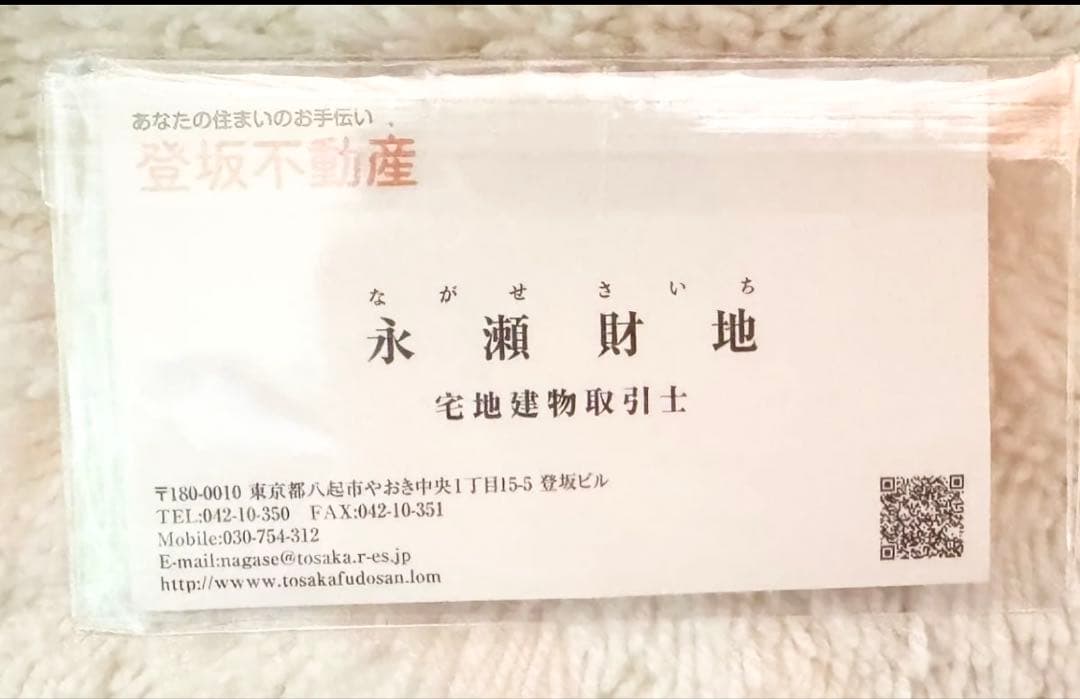 あなたの住まいのお手伝い
登坂不動産
ながせ さいち
永瀬財地
宅地建物取引士
〒180-0010 東京都八起市やおき中央1丁目15-5 登坂ビル
TEL:042-10-350 FAX:042-10-351
Mobile:030-754-312
E-mail:nagase@tosaka.r-es.jp
http://wwww.tosakafudosan.lom